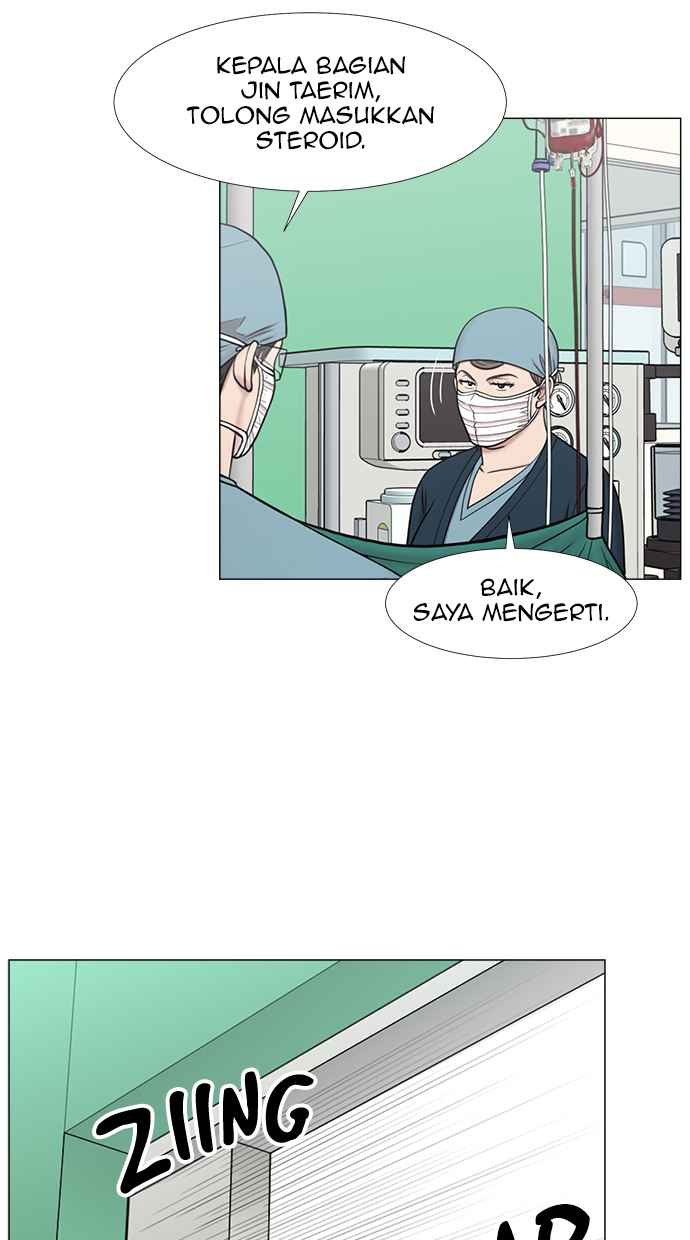 KEPALA BAGIAN
JIN TAERIM,
TOLONG MASUKKAN
STEROID.
BAIK,
SAYA MENGERTI.
ZIING